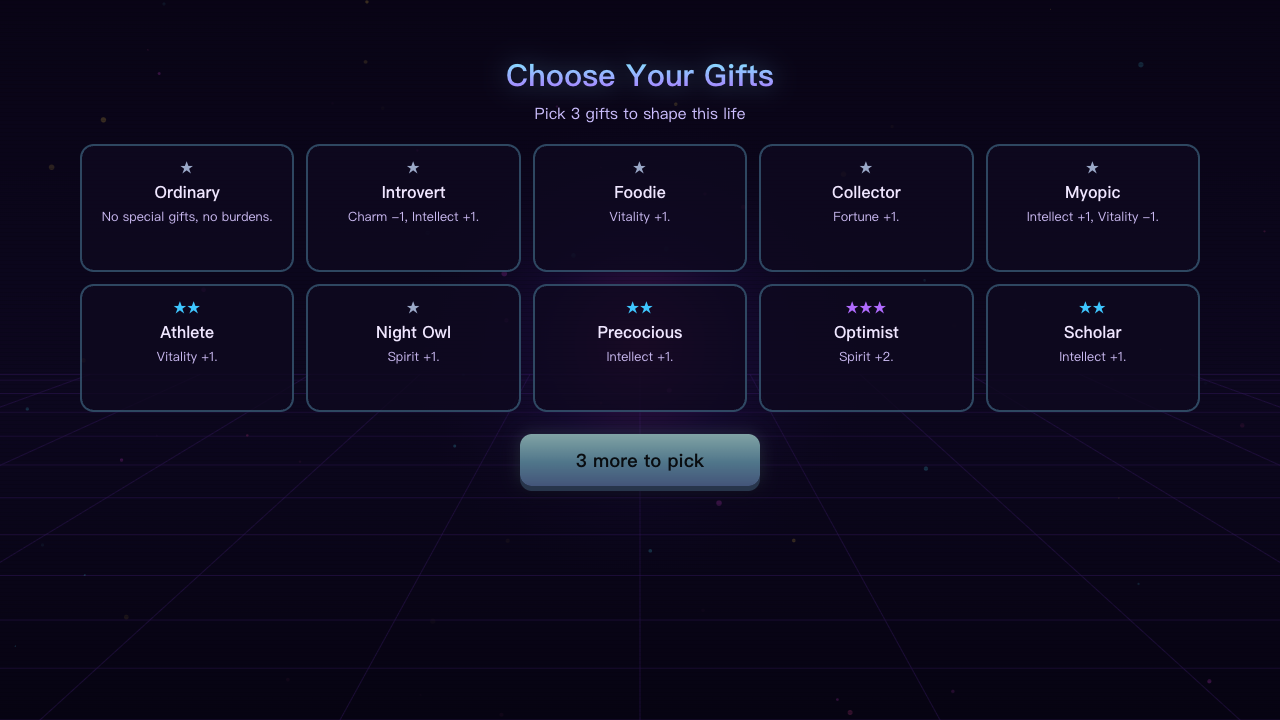 Choose Your Gifts
Pick 3 gifts to shape this life
★
Ordinary
No special gifts, no burdens.
★
Introvert
Charm −1, Intellect +1.
★
Foodie
Vitality +1.
★
Collector
Fortune +1.
★
Myopic
Intellect +1, Vitality −1.
★★
Athlete
Vitality +1.
★
Night Owl
Spirit +1.
★★
Precocious
Intellect +1.
★★★
Optimist
Spirit +2.
★★
Scholar
Intellect +1.
3 more to pick